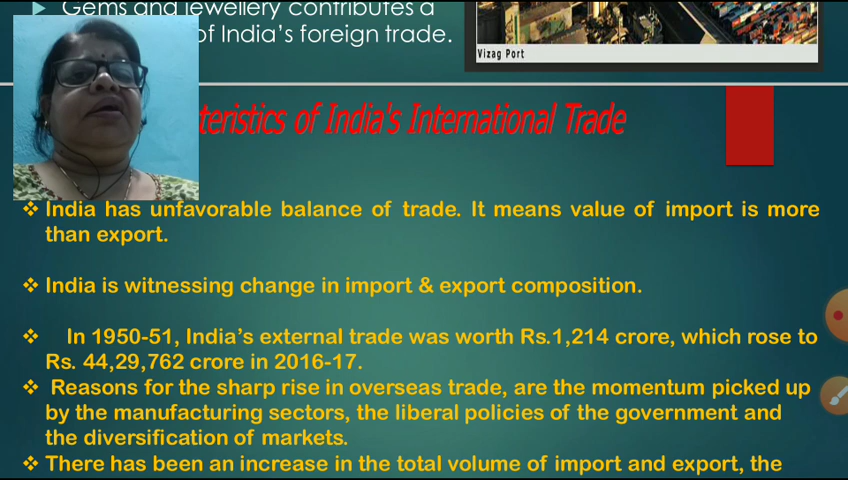 Gems and jewellery contributes a
of India's foreign trade.
Vizag Port
teristics of India's International Trade
❖ India has unfavorable balance of trade. It means value of import is more
than export.
❖ India is witnessing change in import & export composition.
❖ In 1950-51, India's external trade was worth Rs.1,214 crore, which rose to
Rs. 44,29,762 crore in 2016-17.
❖ Reasons for the sharp rise in overseas trade, are the momentum picked up
by the manufacturing sectors, the liberal policies of the government and
the diversification of markets.
❖ There has been an increase in the total volume of import and export, the